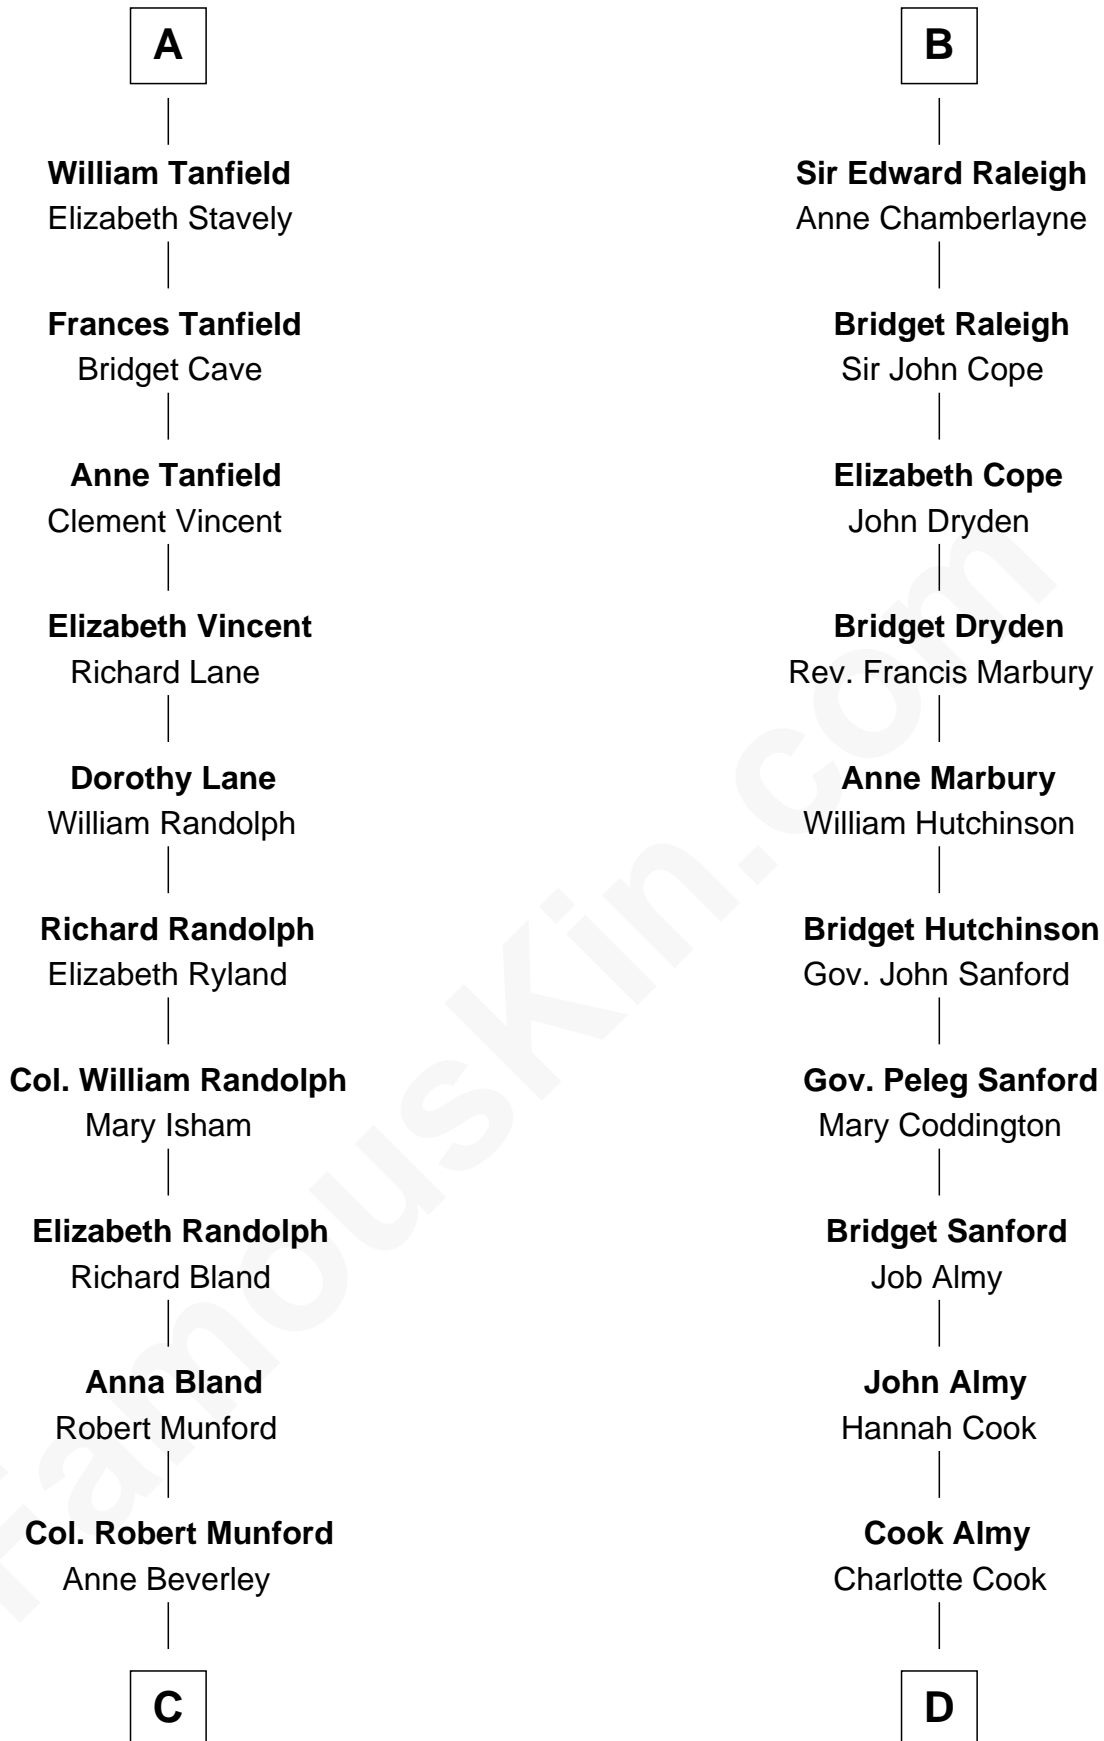 A
William Tanfield
Elizabeth Stavely
Frances Tanfield
Bridget Cave
Anne Tanfield
Clement Vincent
Elizabeth Vincent
Richard Lane
Dorothy Lane
William Randolph
Richard Randolph
Elizabeth Ryland
Col. William Randolph
Mary Isham
Elizabeth Randolph
Richard Bland
Anna Bland
Robert Munford
Col. Robert Munford
Anne Beverley
C
B
Sir Edward Raleigh
Anne Chamberlayne
Bridget Raleigh
Sir John Cope
Elizabeth Cope
John Dryden
Bridget Dryden
Rev. Francis Marbury
Anne Marbury
William Hutchinson
Bridget Hutchinson
Gov. John Sanford
Gov. Peleg Sanford
Mary Coddington
Bridget Sanford
Job Almy
John Almy
Hannah Cook
Cook Almy
Charlotte Cook
D
FamousKin.com